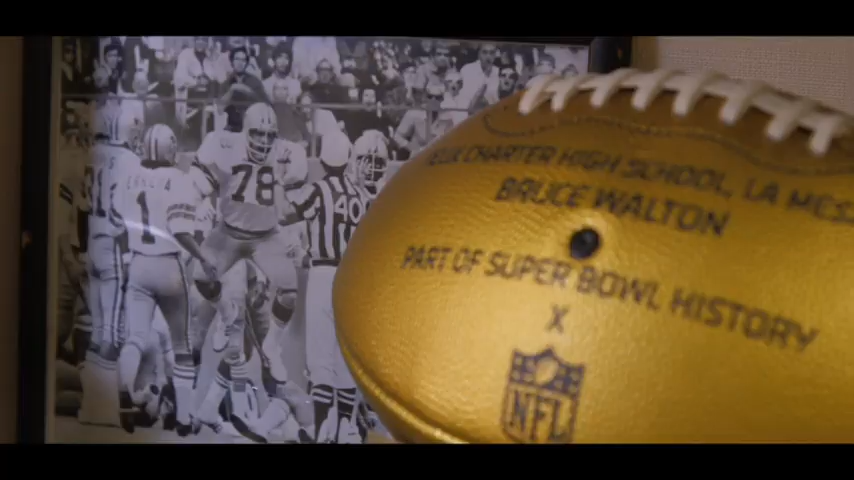 CHARTER HIGH SCHOOL, LA MES
BRUCE WALTON
PART OF SUPER BOWL HISTORY
X
NFL
1
78
40